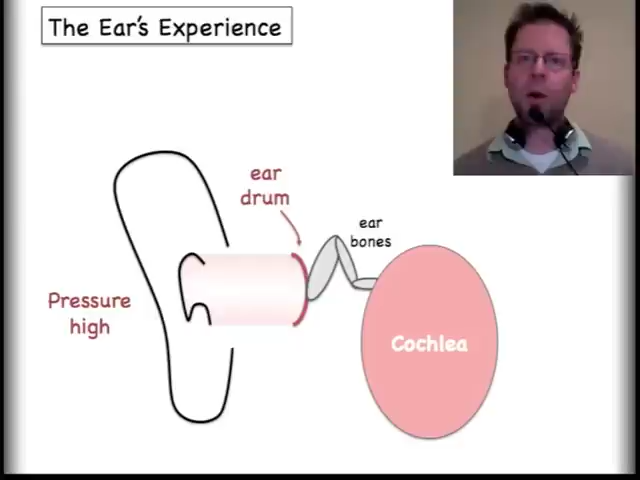 The Ear's Experience
ear
drum
ear
bones
Pressure
high
Cochlea